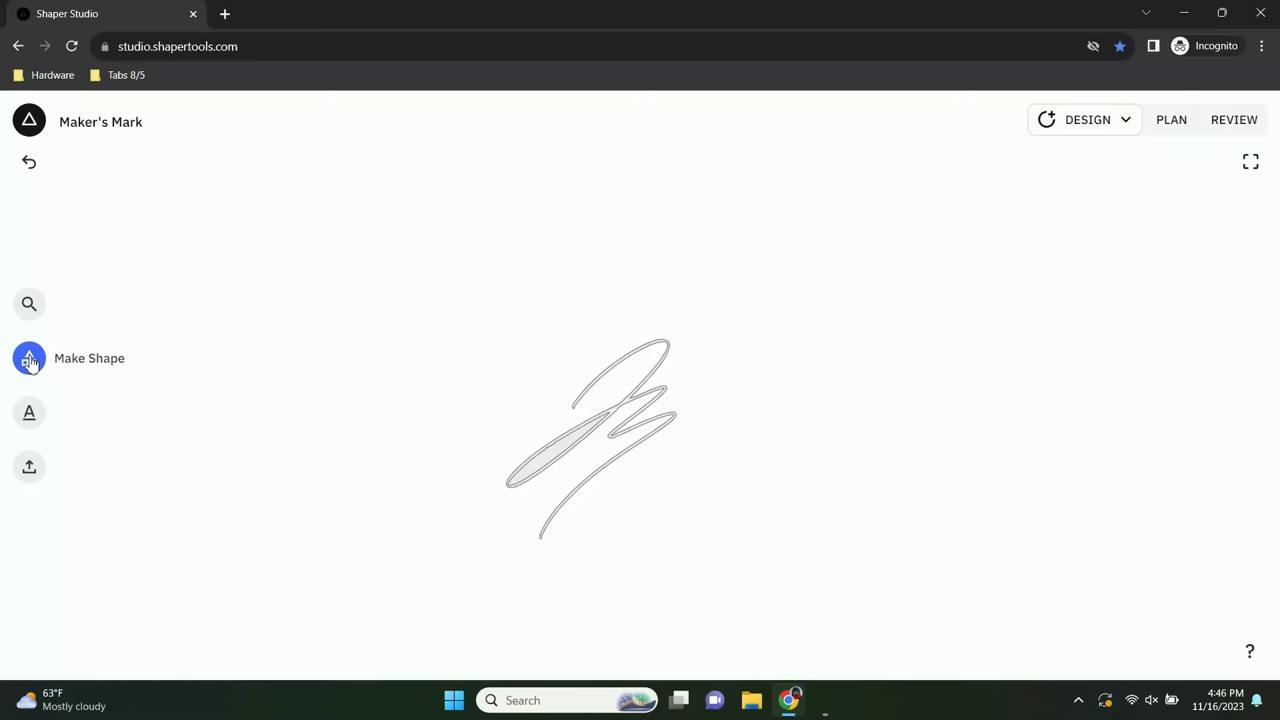 Shaper Studio
studio.shapertools.com
Incognito
Hardware
Tabs 8/5
Maker's Mark
DESIGN
PLAN
REVIEW
Make Shape
A
?
63°F
Mostly cloudy
Search
4:46 PM
11/16/2023